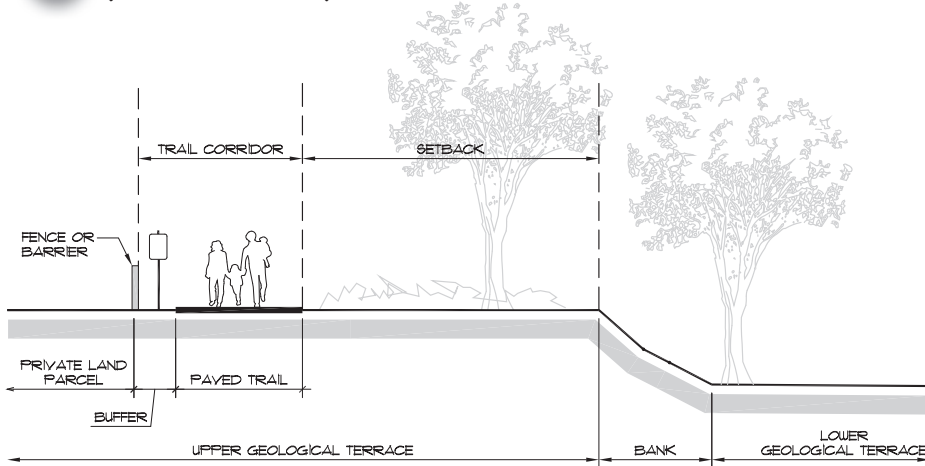 TRAIL CORRIDOR
SETBACK
FENCE OR
BARRIER
PRIVATE LAND
PARCEL
PAVED TRAIL
BUFFER
UPPER GEOLOGICAL TERRACE
BANK
LOWER
GEOLOGICAL TERRACE